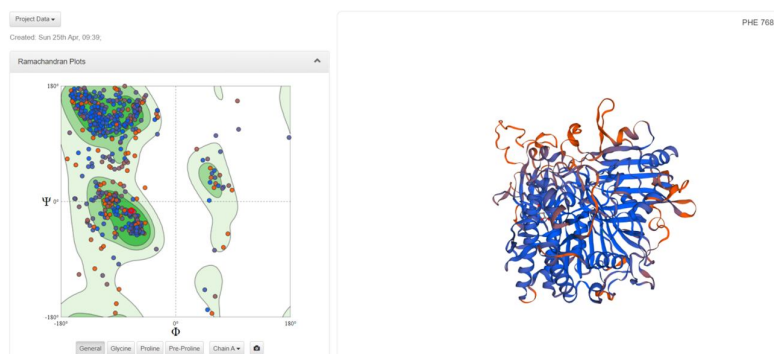 Project Data
Created: Sun 25th Apr, 09:39;
PHE 768
Ramachandran Plots
180°
Ψ 0°
-180°
-180° 0° 180°
Φ
General Glycine Proline Pre-Proline Chain A